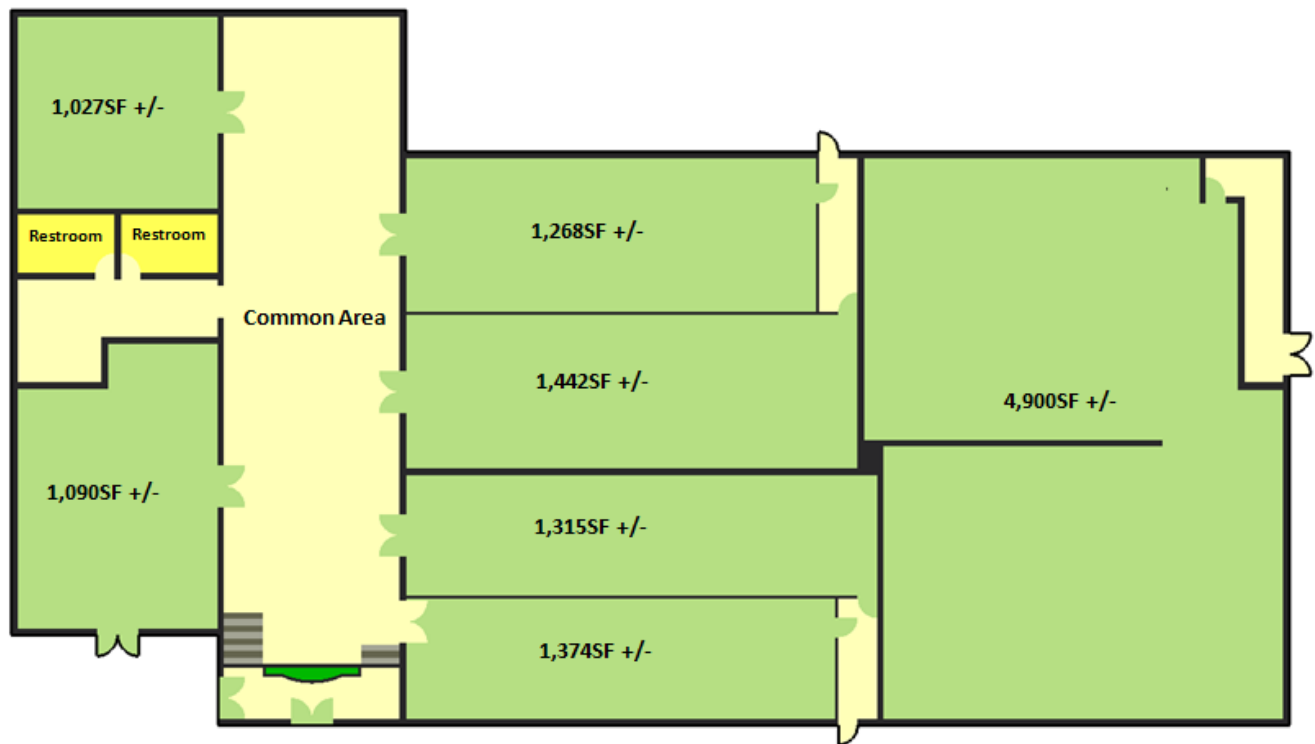 1,027SF +/-
Restroom
Restroom
1,268SF +/-
Common Area
1,442SF +/-
4,900SF +/-
1,090SF +/-
1,315SF +/-
1,374SF +/-